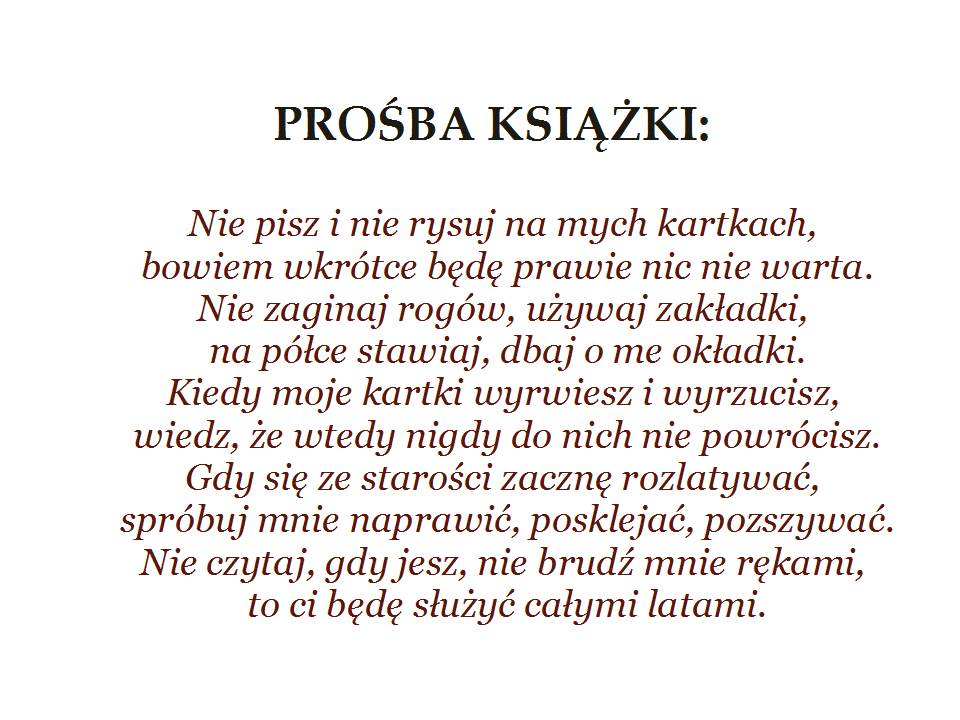 PROŚBA KSIĄŻKI:
Nie pisz i nie rysuj na mych kartkach,
bowiem wkrótce będę prawie nic nie warta.
Nie zaginaj rogów, używaj zakładki,
na półce stawiaj, dbaj o me okładki.
Kiedy moje kartki wyrwiesz i wyrzucisz,
wiedz, że wtedy nigdy do nich nie powrócisz.
Gdy się ze starości zacznę rozlatywać,
spróbuj mnie naprawić, posklejać, pozszywać.
Nie czytaj, gdy jesz, nie brudź mnie rękami,
to ci będę służyć całymi latami.